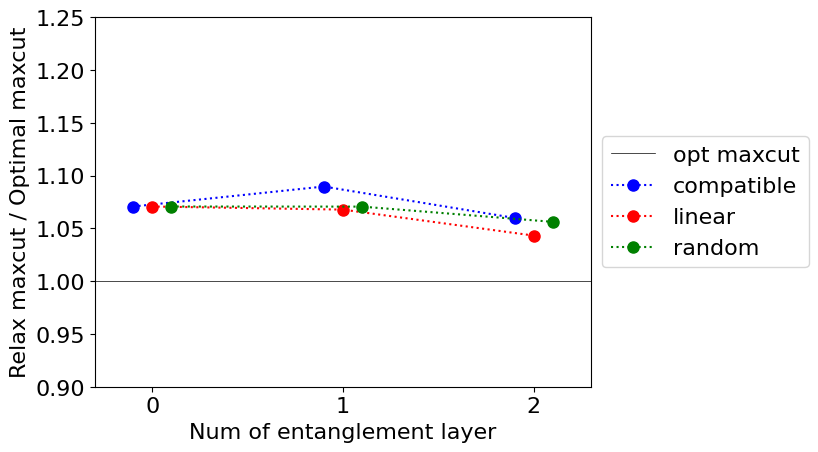 Relax maxcut / Optimal maxcut
1.25
1.20
1.15
1.10
1.05
1.00
0.95
0.90
0
1
2
Num of entanglement layer
opt maxcut
compatible
linear
random